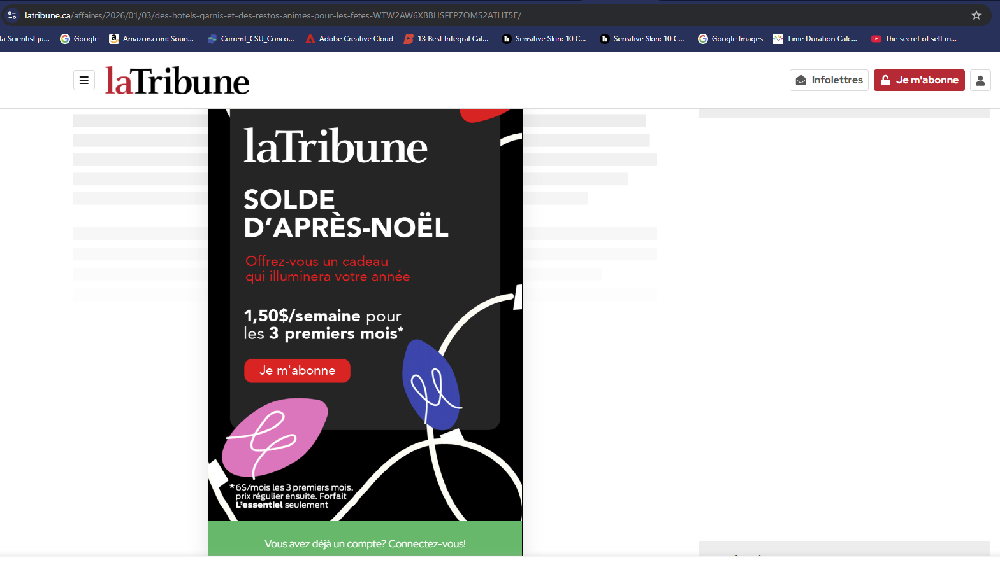 latribune.ca/affaires/2026/01/03/des-hotels-garnis-et-des-restos-animes-pour-les-fetes-WTW2AW6XBBHSFEPZOMS2ATHT5E/
ta Scientist ju... Google Amazon.com: Soun... Current_CSU_Conco... Adobe Creative Cloud 13 Best Integral Cal... Sensitive Skin: 10 C... Sensitive Skin: 10 C... Google Images Time Duration Calc... The secret of self m...
laTribune Infolettres Je m'abonne
laTribune
SOLDE
D'APRÈS-NOËL
Offrez-vous un cadeau
qui illuminera votre année
1,50$/semaine pour
les 3 premiers mois*
Je m'abonne
*6$/mois les 3 premiers mois,
prix régulier ensuite. Forfait
L'essentiel seulement
Vous avez déjà un compte? Connectez-vous!